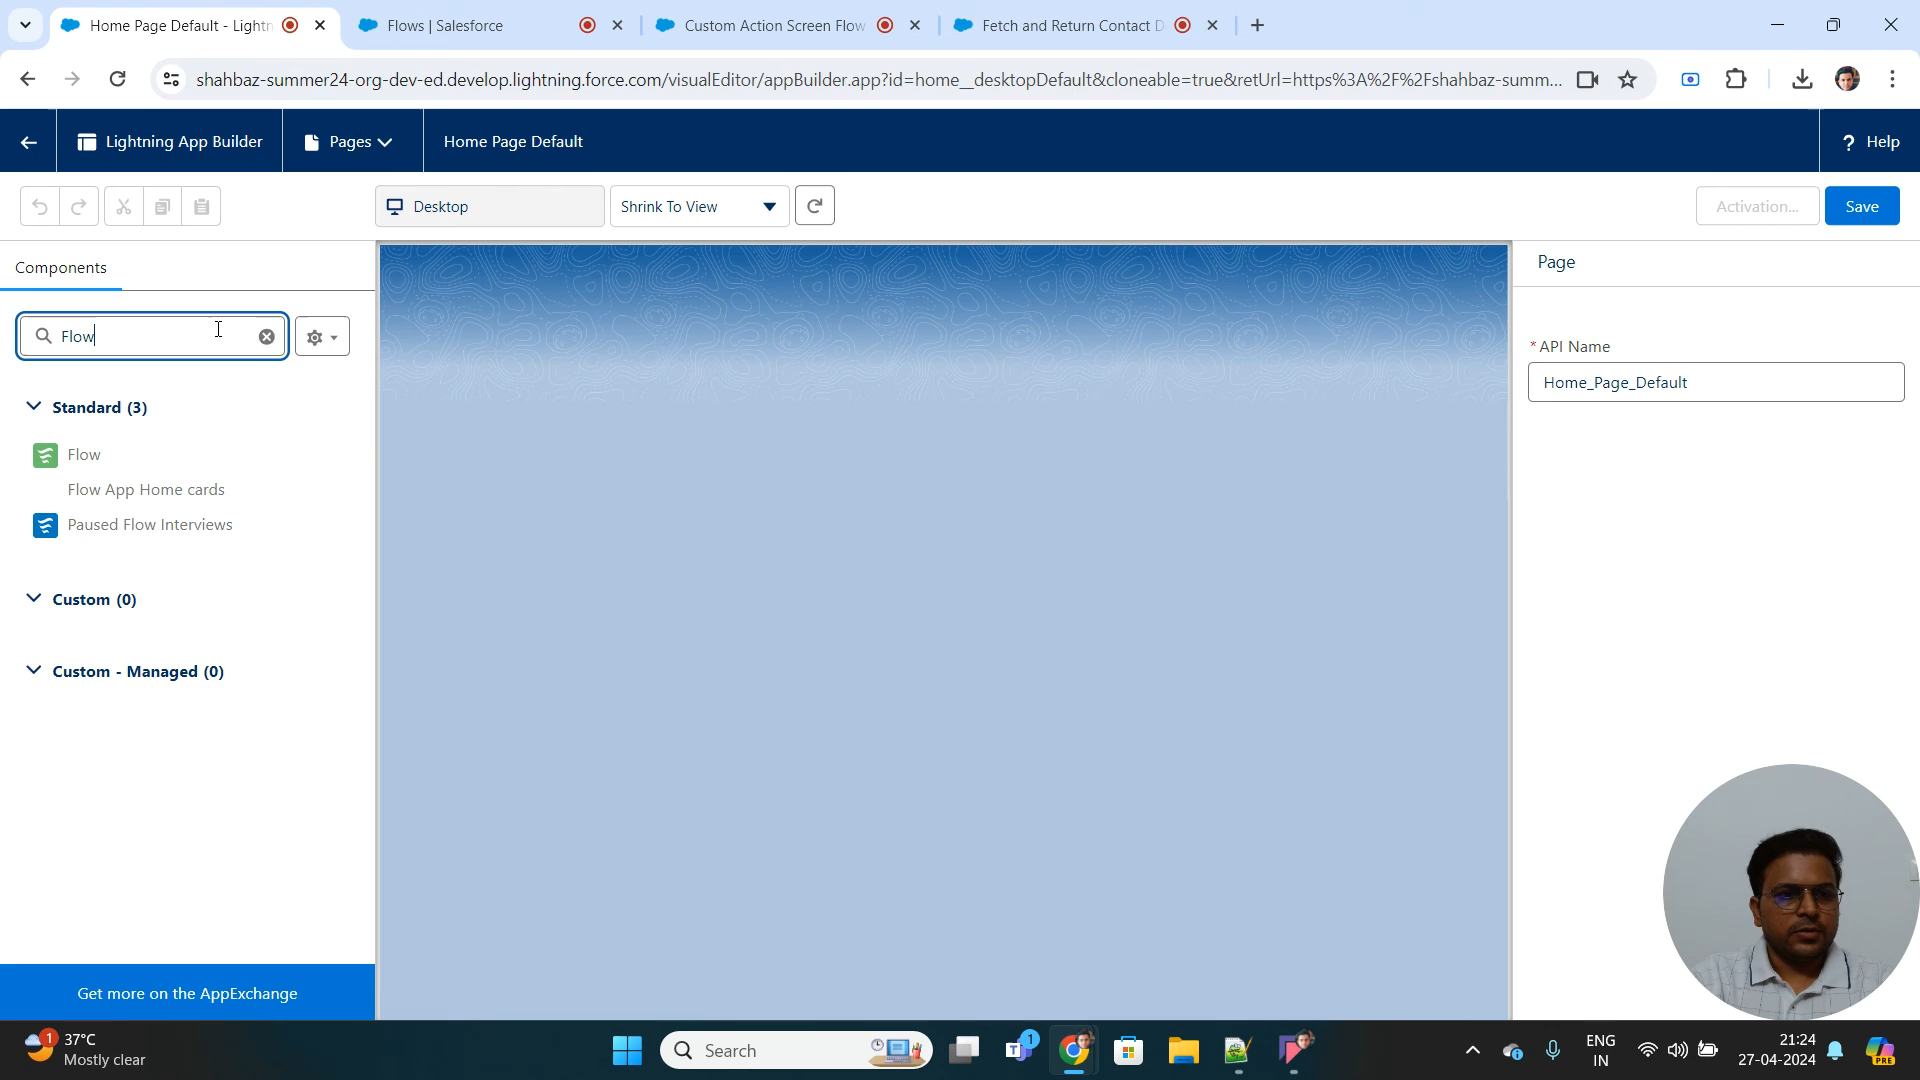 Home Page Default - Lightn
Flows | Salesforce
Custom Action Screen Flow
Fetch and Return Contact D
shahbaz-summer24-org-dev-ed.develop.lightning.force.com/visualEditor/appBuilder.app?id=home__desktopDefault&cloneable=true&retUrl=https%3A%2F%2Fshahbaz-summ...
Lightning App Builder
Pages
Home Page Default
? Help
Desktop
Shrink To View
Activation...
Save
Components
Page
Flow
* API Name
Home_Page_Default
Standard (3)
Flow
Flow App Home cards
Paused Flow Interviews
Custom (0)
Custom - Managed (0)
Get more on the AppExchange
1
37°C
Mostly clear
Search
1
ENG
IN
21:24
27-04-2024
PRE